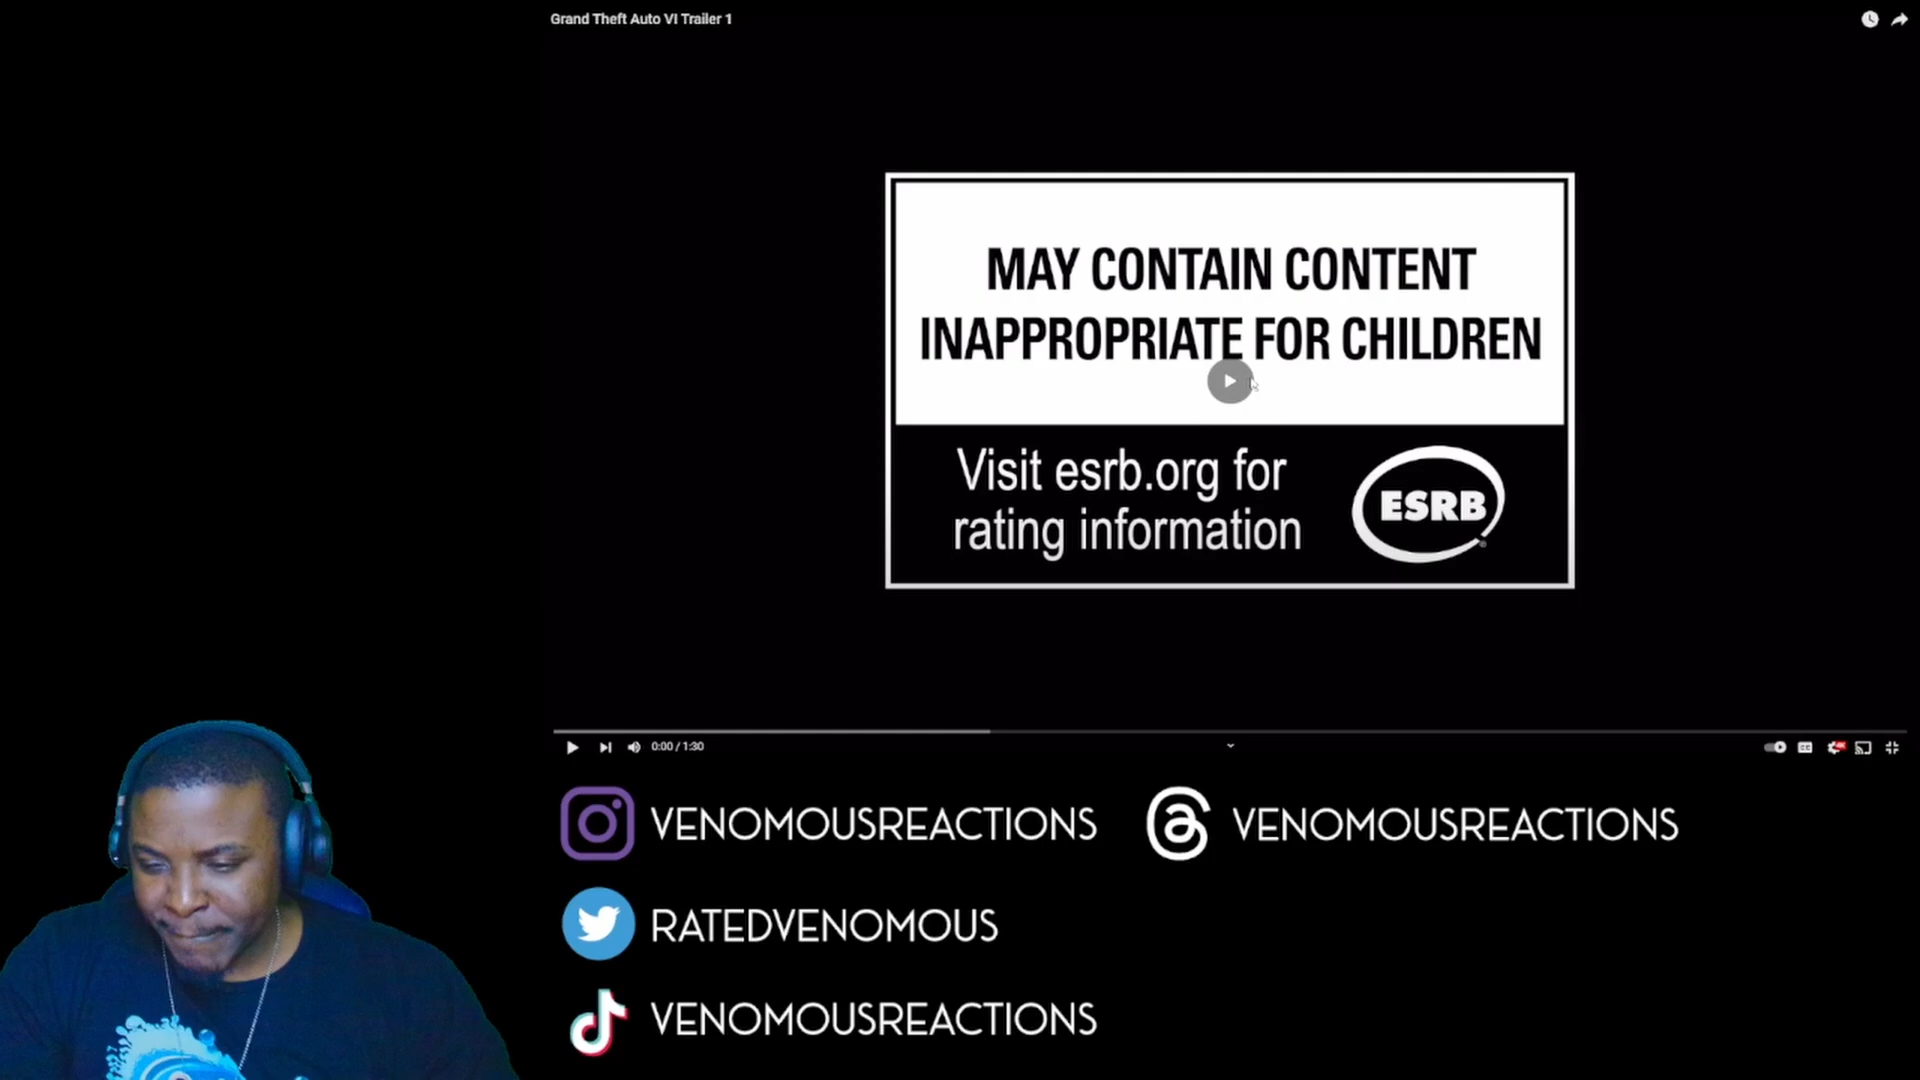 Grand Theft Auto VI Trailer 1
MAY CONTAIN CONTENT
INAPPROPRIATE FOR CHILDREN
Visit esrb.org for
rating information
ESRB
0:00 / 1:30
VENOMOUSREACTIONS
VENOMOUSREACTIONS
RATEDVENOMOUS
VENOMOUSREACTIONS